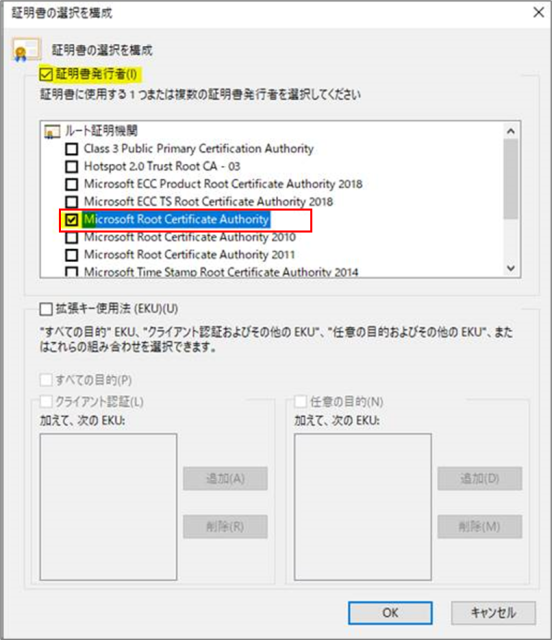 証明書の選択を構成
証明書の選択を構成
証明書発行者(I)
証明書に使用する 1 つまたは複数の証明書発行者を選択してください
ルート証明機関
Class 3 Public Primary Certification Authority
Hotspot 2.0 Trust Root CA - 03
Microsoft ECC Product Root Certificate Authority 2018
Microsoft ECC TS Root Certificate Authority 2018
Microsoft Root Certificate Authority
Microsoft Root Certificate Authority 2010
Microsoft Root Certificate Authority 2011
Microsoft Time Stamp Root Certificate Authority 2014
拡張キー使用法 (EKU)(U)
"すべての目的" EKU、"クライアント認証およびその他の EKU"、"任意の目的およびその他の EKU"、また
はこれらの組み合わせを選択できます。
すべての目的(P)
クライアント認証(L)
加えて、次の EKU:
追加(A)
削除(R)
任意の目的(N)
加えて、次の EKU:
追加(D)
削除(M)
OK
キャンセル